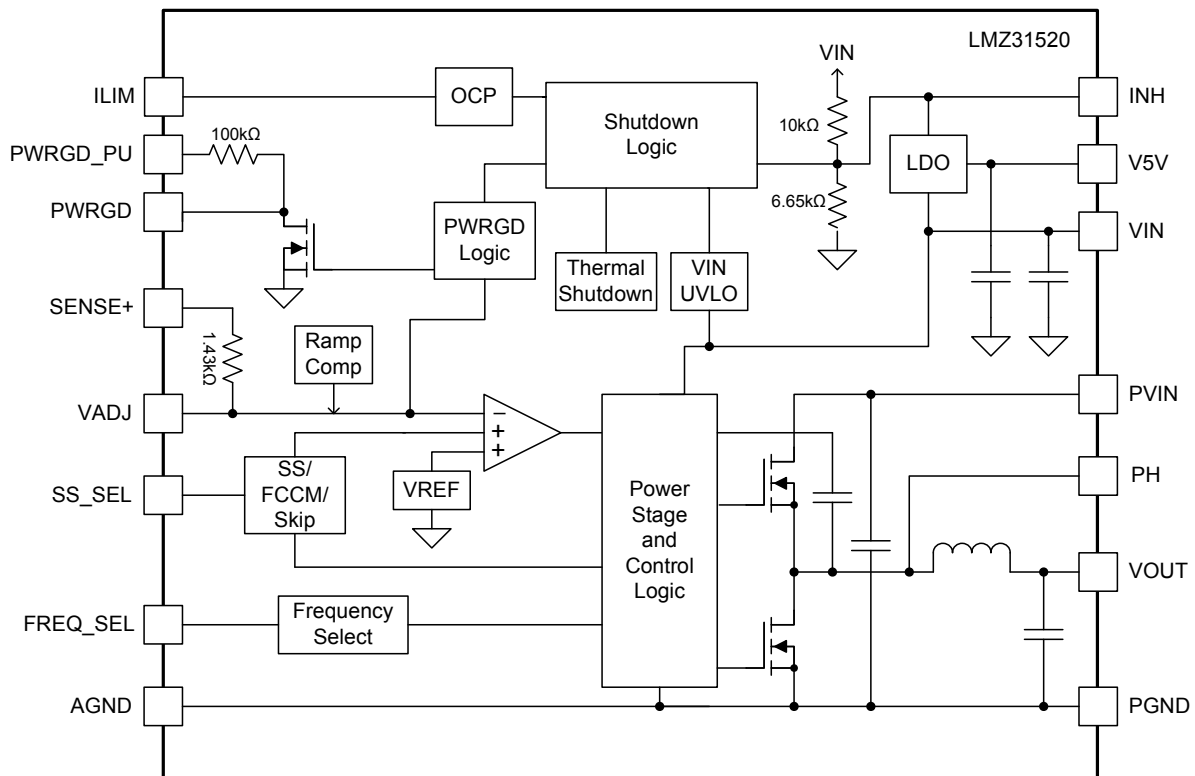 LMZ31520
VIN
ILIM
OCP
Shutdown
Logic
10kΩ
INH
PWRGD_PU
100kΩ
LDO
V5V
PWRGD
PWRGD
Logic
6.65kΩ
VIN
Thermal
Shutdown
VIN
UVLO
SENSE+
1.43kΩ
Ramp
Comp
VADJ
−
+
+
PVIN
SS_SEL
SS/
FCCM/
Skip
VREF
Power
Stage
and
Control
Logic
PH
VOUT
FREQ_SEL
Frequency
Select
AGND
PGND